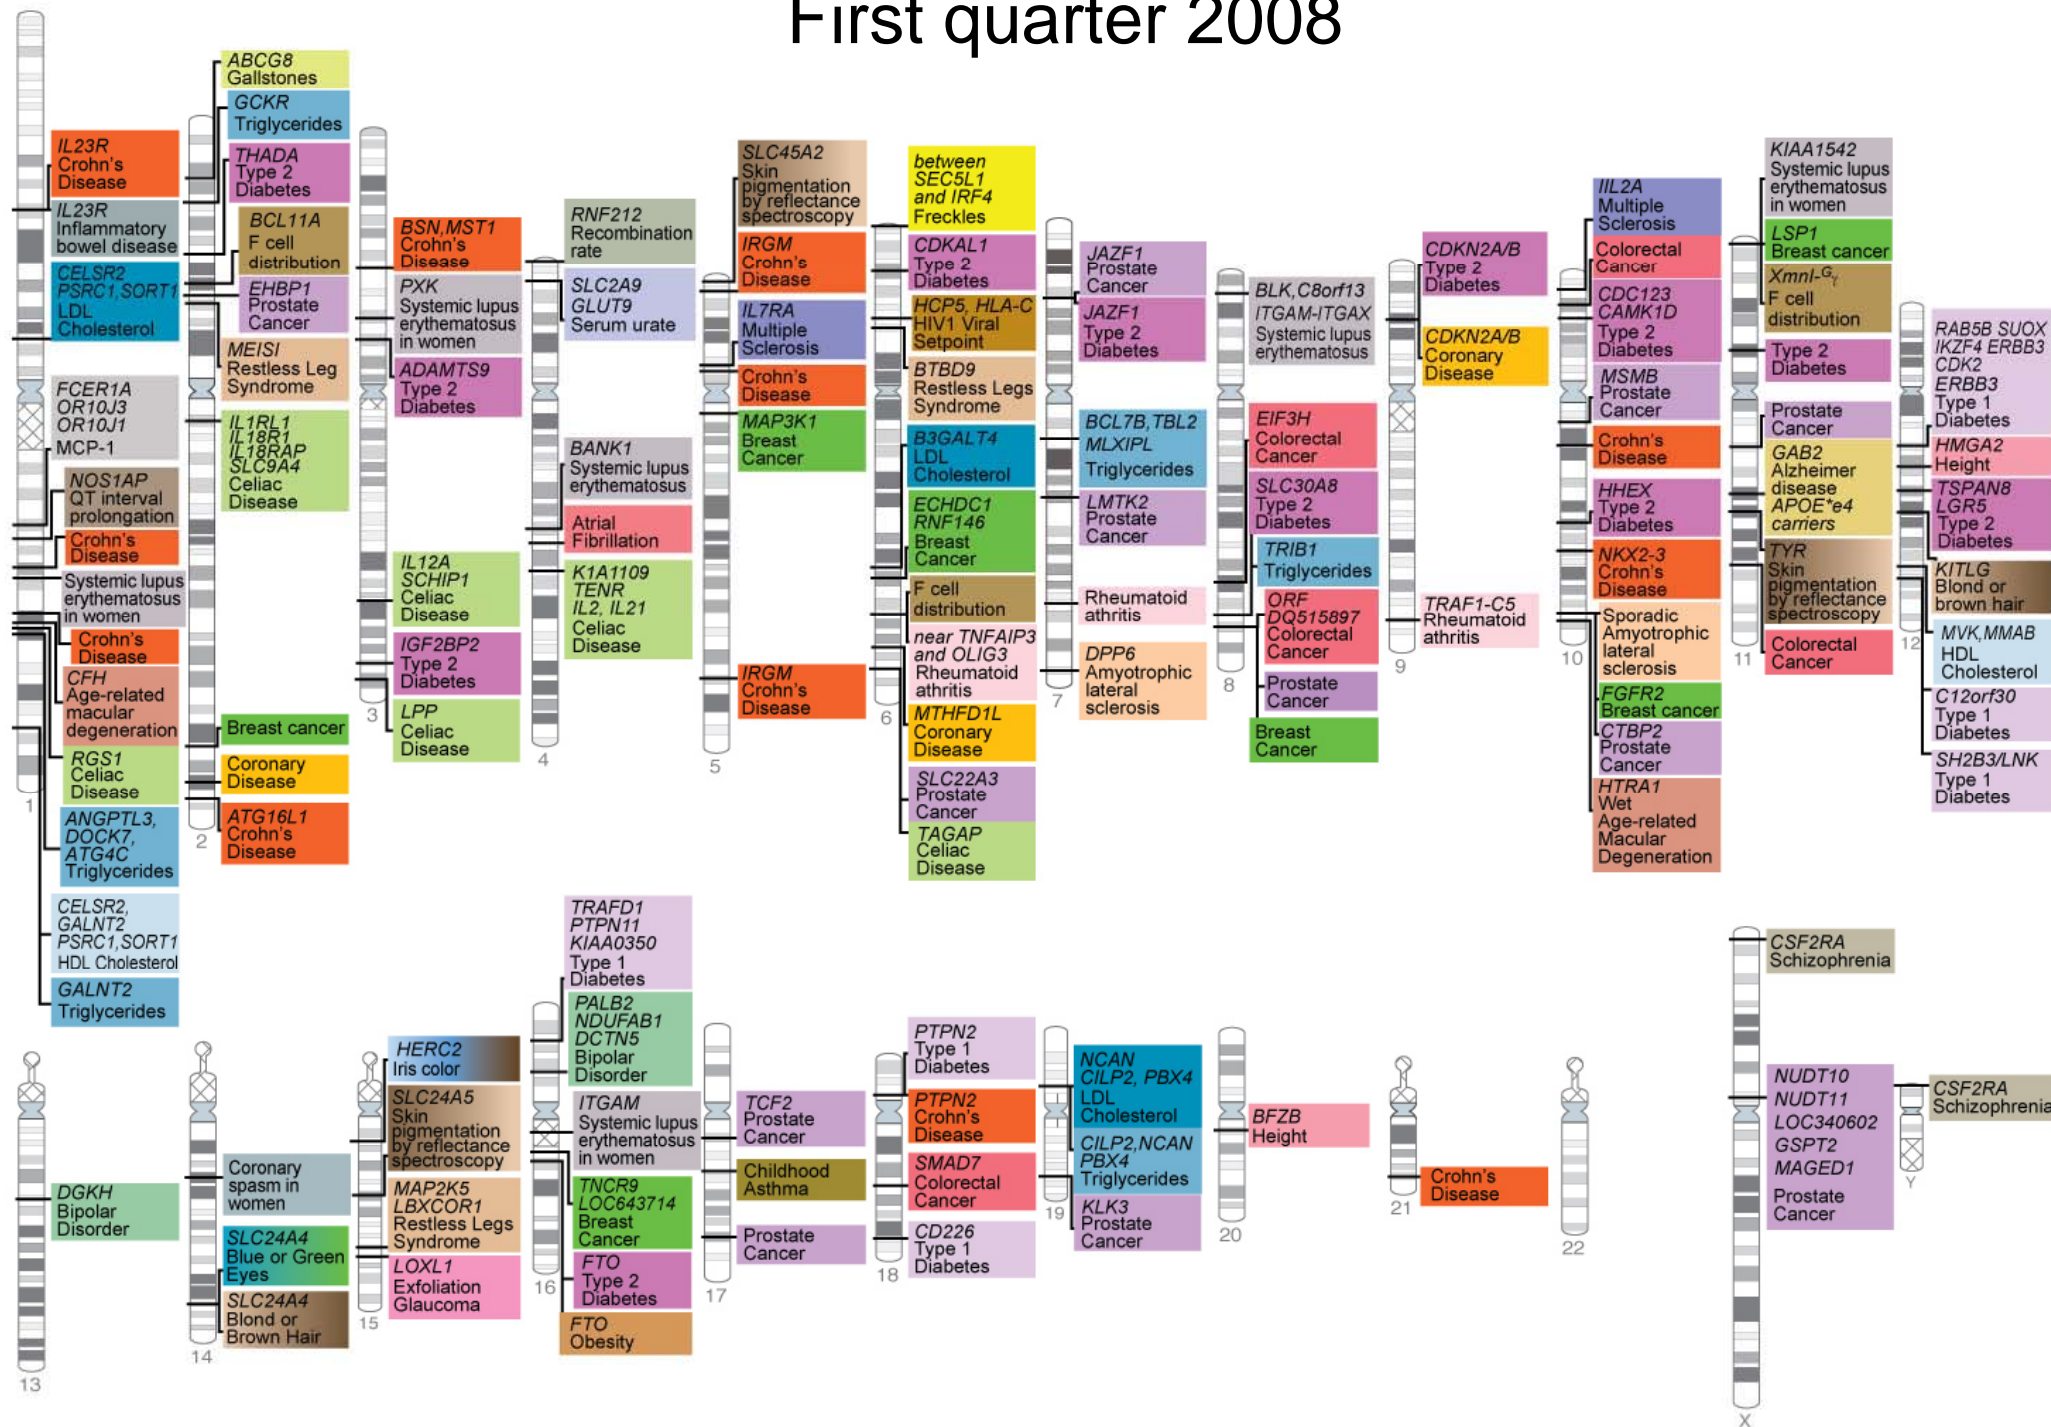 First quarter 2008
IL23R
Crohn's
Disease
IL23R
Inflammatory
bowel disease
CELSR2
PSRC1,SORT1
LDL
Cholesterol
FCER1A
OR10J3
OR10J1
MCP-1
NOS1AP
QT interval
prolongation
Crohn's
Disease
Systemic lupus
erythematosus
in women
Crohn's
Disease
CFH
Age-related
macular
degeneration
RGS1
Celiac
Disease
ANGPTL3,
DOCK7,
ATG4C
Triglycerides
CELSR2,
GALNT2
PSRC1,SORT1
HDL Cholesterol
GALNT2
Triglycerides
1
ABCG8
Gallstones
GCKR
Triglycerides
THADA
Type 2
Diabetes
BCL11A
F cell
distribution
EHBP1
Prostate
Cancer
MEISI
Restless Leg
Syndrome
IL1RL1
IL18R1
IL18RAP
SLC9A4
Celiac
Disease
Breast cancer
Coronary
Disease
ATG16L1
Crohn's
Disease
2
BSN,MST1
Crohn's
Disease
PXK
Systemic lupus
erythematosus
in women
ADAMTS9
Type 2
Diabetes
IL12A
SCHIP1
Celiac
Disease
IGF2BP2
Type 2
Diabetes
LPP
Celiac
Disease
3
RNF212
Recombination
rate
SLC2A9
GLUT9
Serum urate
BANK1
Systemic lupus
erythematosus
Atrial
Fibrillation
K1A1109
TENR
IL2, IL21
Celiac
Disease
4
SLC45A2
Skin
pigmentation
by reflectance
spectroscopy
IRGM
Crohn's
Disease
IL7RA
Multiple
Sclerosis
Crohn's
Disease
MAP3K1
Breast
Cancer
IRGM
Crohn's
Disease
5
between
SEC5L1
and IRF4
Freckles
CDKAL1
Type 2
Diabetes
HCP5, HLA-C
HIV1 Viral
Setpoint
BTBD9
Restless Legs
Syndrome
B3GALT4
LDL
Cholesterol
ECHDC1
RNF146
Breast
Cancer
F cell
distribution
near TNFAIP3
and OLIG3
Rheumatoid
athritis
MTHFD1L
Coronary
Disease
SLC22A3
Prostate
Cancer
TAGAP
Celiac
Disease
6
JAZF1
Prostate
Cancer
JAZF1
Type 2
Diabetes
BCL7B,TBL2
MLXIPL
Triglycerides
LMTK2
Prostate
Cancer
Rheumatoid
athritis
DPP6
Amyotrophic
lateral
sclerosis
7
BLK,C8orf13
ITGAM-ITGAX
Systemic lupus
erythematosus
EIF3H
Colorectal
Cancer
SLC30A8
Type 2
Diabetes
TRIB1
Triglycerides
ORF
DQ515897
Colorectal
Cancer
Prostate
Cancer
Breast
Cancer
8
CDKN2A/B
Type 2
Diabetes
CDKN2A/B
Coronary
Disease
TRAF1-C5
Rheumatoid
athritis
9
IIL2A
Multiple
Sclerosis
Colorectal
Cancer
CDC123
CAMK1D
Type 2
Diabetes
MSMB
Prostate
Cancer
Crohn's
Disease
HHEX
Type 2
Diabetes
NKX2-3
Crohn's
Disease
Sporadic
Amyotrophic
lateral
sclerosis
FGFR2
Breast cancer
CTBP2
Prostate
Cancer
HTRA1
Wet
Age-related
Macular
Degeneration
10
KIAA1542
Systemic lupus
erythematosus
in women
LSP1
Breast cancer
XmnI-Gγ
F cell
distribution
Type 2
Diabetes
Prostate
Cancer
GAB2
Alzheimer
disease
APOE*e4
carriers
TYR
Skin
pigmentation
by reflectance
spectroscopy
Colorectal
Cancer
11
RAB5B SUOX
IKZF4 ERBB3
CDK2
ERBB3
Type 1
Diabetes
HMGA2
Height
TSPAN8
LGR5
Type 2
Diabetes
KITLG
Blond or
brown hair
MVK,MMAB
HDL
Cholesterol
C12orf30
Type 1
Diabetes
SH2B3/LNK
Type 1
Diabetes
12
DGKH
Bipolar
Disorder
13
Coronary
spasm in
women
SLC24A4
Blue or Green
Eyes
SLC24A4
Blond or
Brown Hair
14
HERC2
Iris color
SLC24A5
Skin
pigmentation
by reflectance
spectroscopy
MAP2K5
LBXCOR1
Restless Legs
Syndrome
LOXL1
Exfoliation
Glaucoma
15
TRAFD1
PTPN11
KIAA0350
Type 1
Diabetes
PALB2
NDUFAB1
DCTN5
Bipolar
Disorder
ITGAM
Systemic lupus
erythematosus
in women
TNCR9
LOC643714
Breast
Cancer
FTO
Type 2
Diabetes
FTO
Obesity
16
TCF2
Prostate
Cancer
Childhood
Asthma
Prostate
Cancer
17
PTPN2
Type 1
Diabetes
PTPN2
Crohn's
Disease
SMAD7
Colorectal
Cancer
CD226
Type 1
Diabetes
18
NCAN
CILP2, PBX4
LDL
Cholesterol
CILP2,NCAN
PBX4
Triglycerides
KLK3
Prostate
Cancer
19
BFZB
Height
20
Crohn's
Disease
21
22
CSF2RA
Schizophrenia
NUDT10
NUDT11
LOC340602
GSPT2
MAGED1
Prostate
Cancer
X
CSF2RA
Schizophrenia
Y